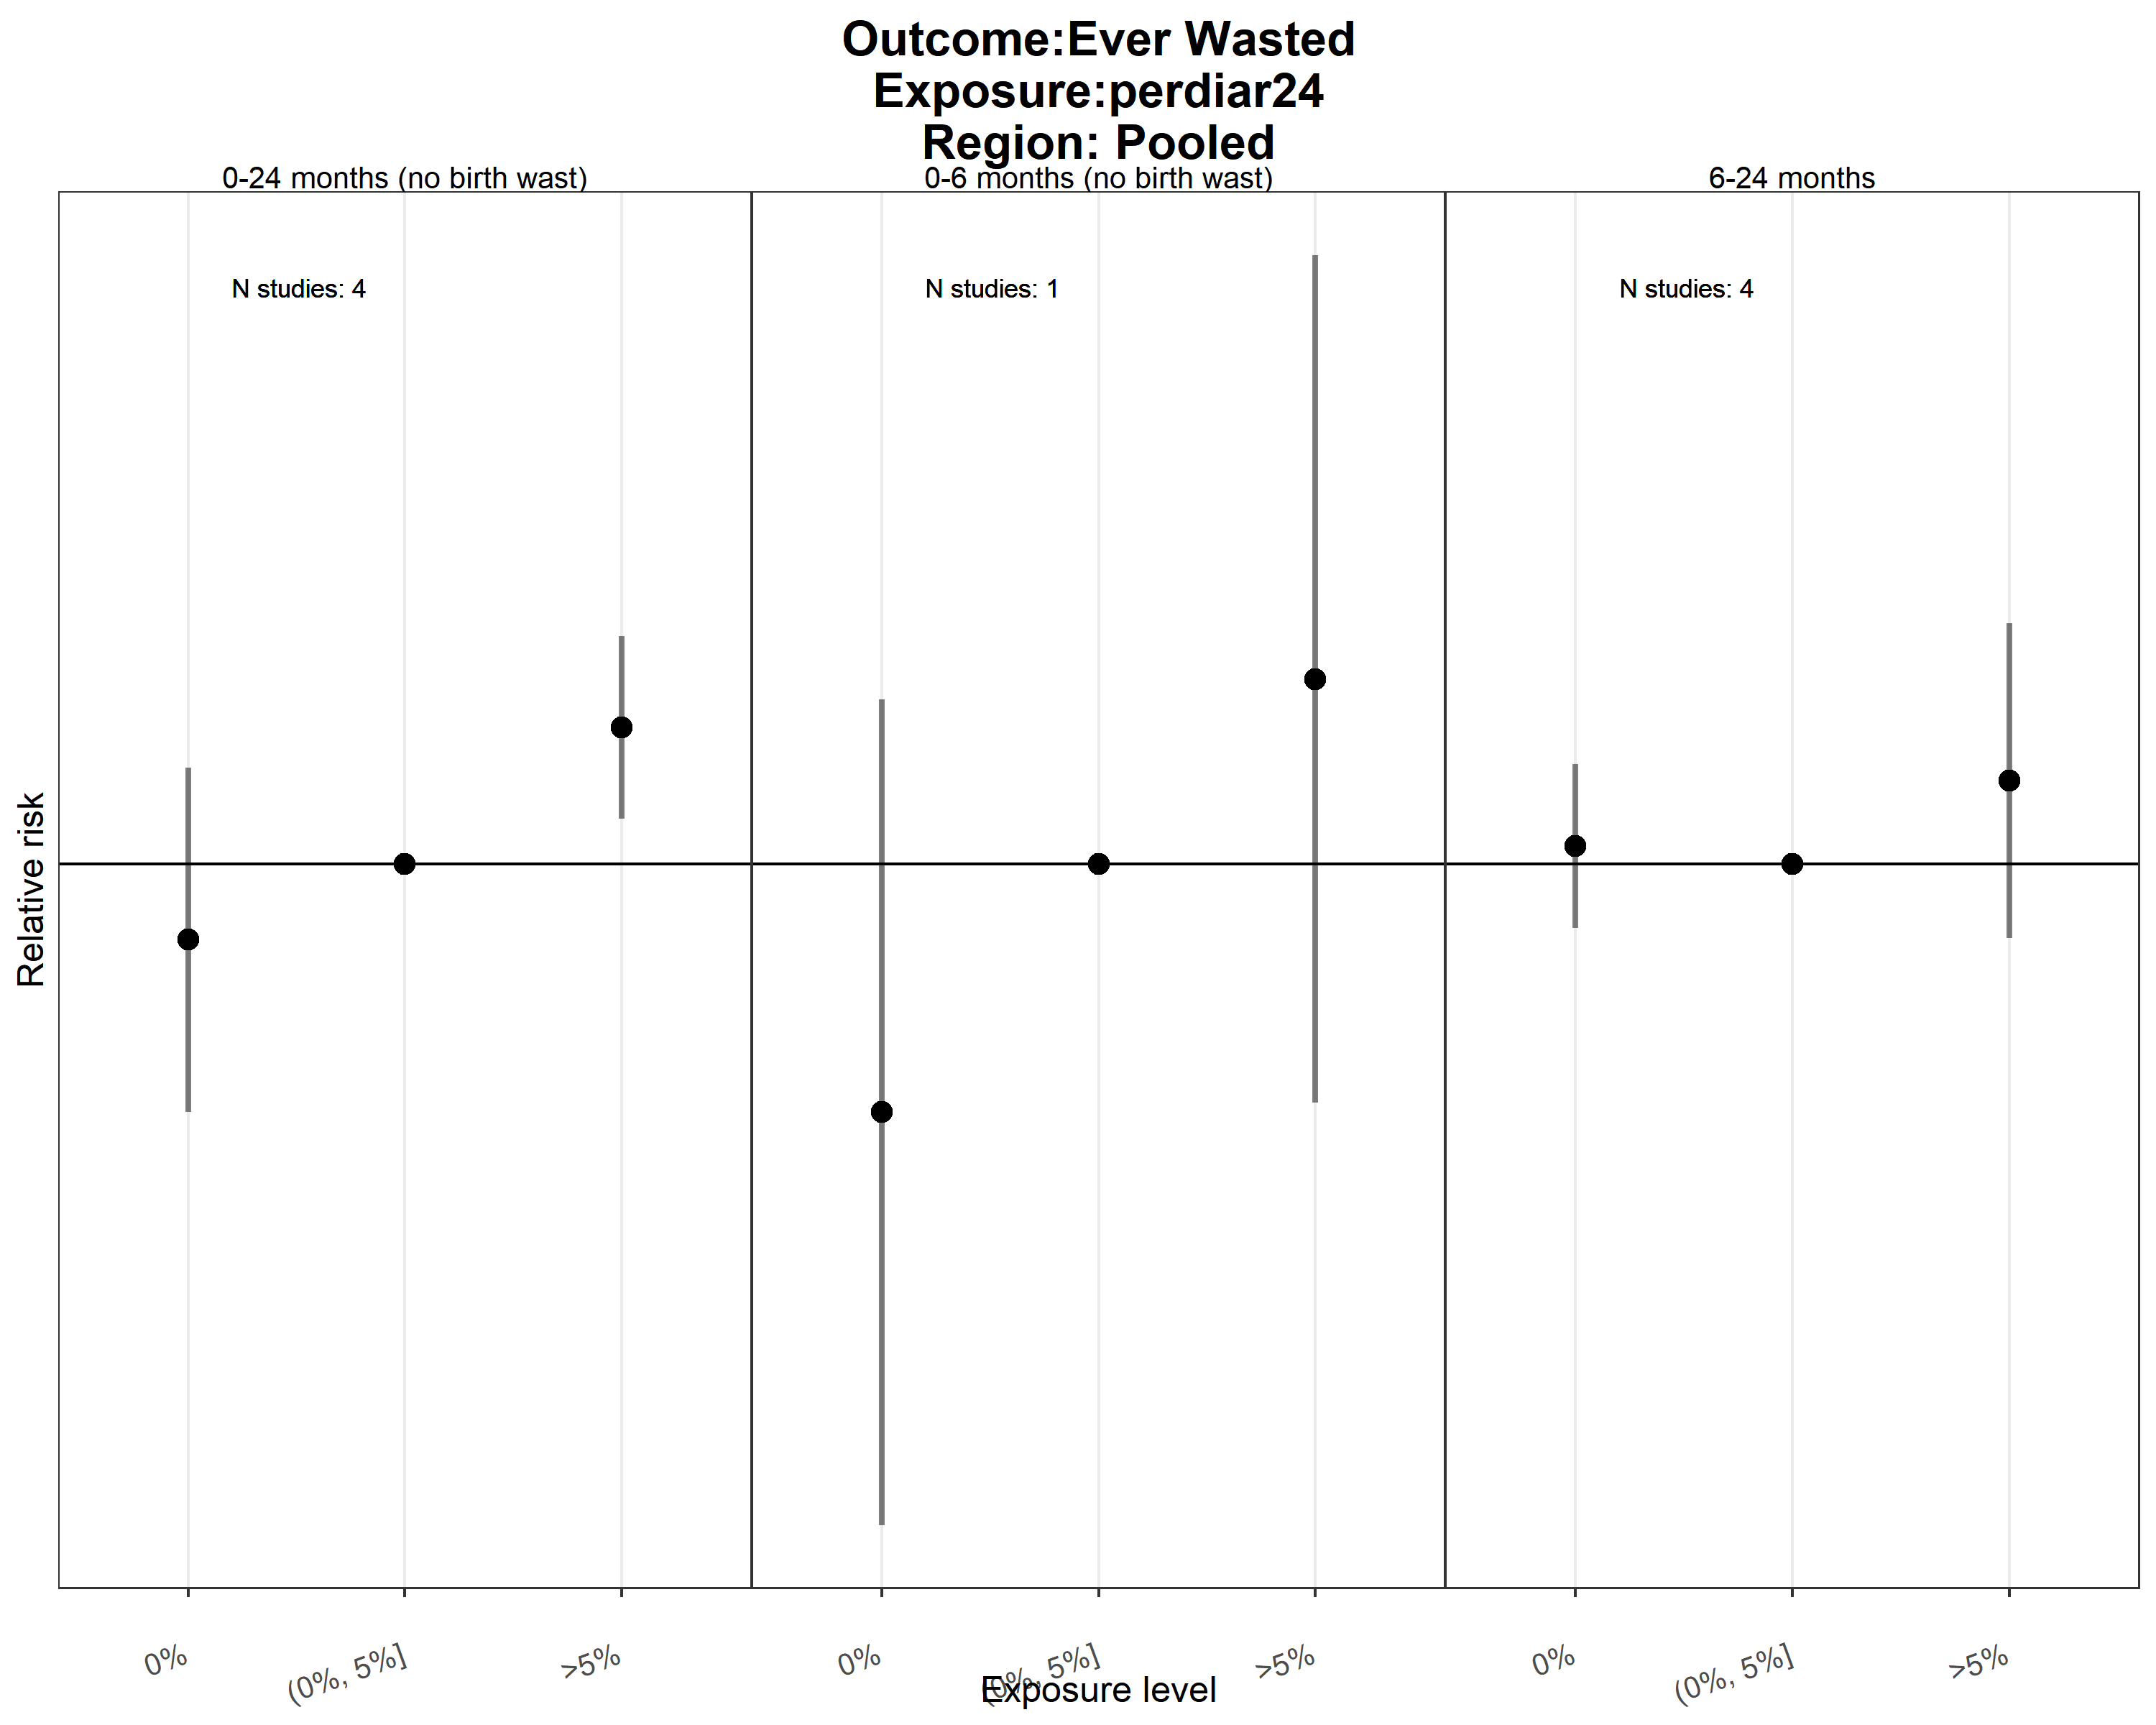 Outcome:Ever Wasted
Exposure:perdiar24
Region: Pooled
0-24 months (no birth wast)
0-6 months (no birth wast)
6-24 months
N studies: 4
N studies: 1
N studies: 4
Relative risk
0%
(0%, 5%]
>5%
0%
(0%, 5%]
>5%
0%
(0%, 5%]
>5%
Exposure level